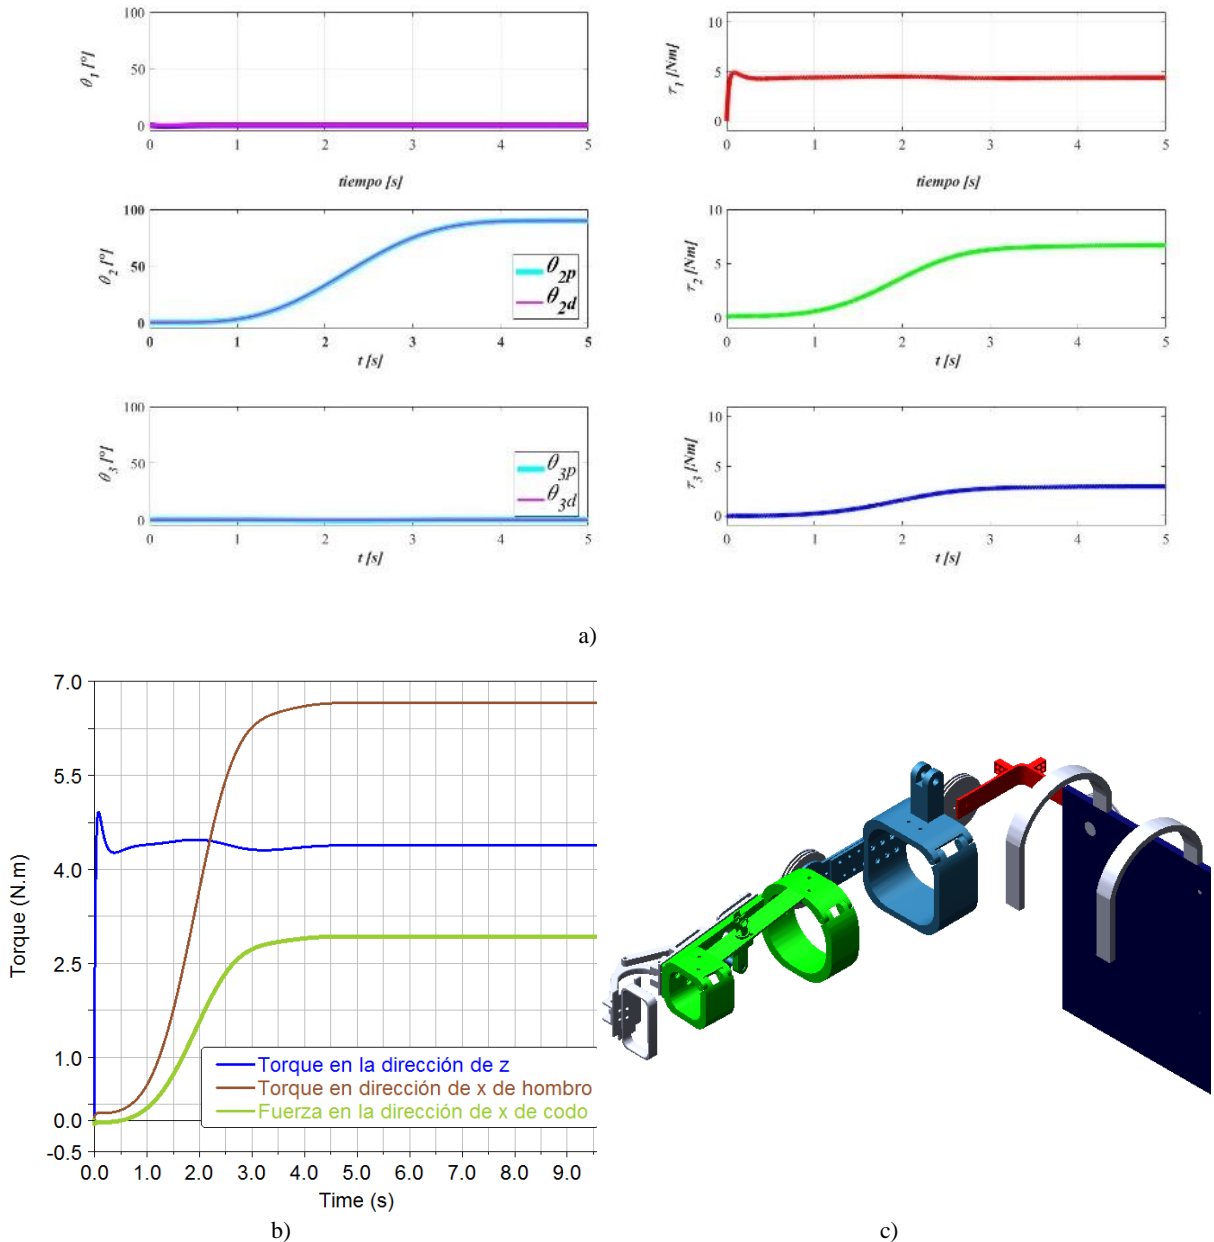 100
50
0
θ1 [°]
0 1 2 3 4 5
tiempo [s]
10
5
0
τ1 [Nm]
0 1 2 3 4 5
tiempo [s]
100
50
0
θ2 [°]
θ2p
θ2d
0 1 2 3 4 5
t [s]
10
5
0
τ2 [Nm]
0 1 2 3 4 5
t [s]
100
50
0
θ3 [°]
θ3p
θ3d
0 1 2 3 4 5
t [s]
10
5
0
τ3 [Nm]
0 1 2 3 4 5
t [s]
a)
7.0
5.5
4.0
2.5
1.0
0.0
-0.5
Torque (N.m)
Torque en la dirección de z
Torque en dirección de x de hombro
Fuerza en la dirección de x de codo
0.0 1.0 2.0 3.0 4.0 5.0 6.0 7.0 8.0 9.0
Time (s)
b)
c)